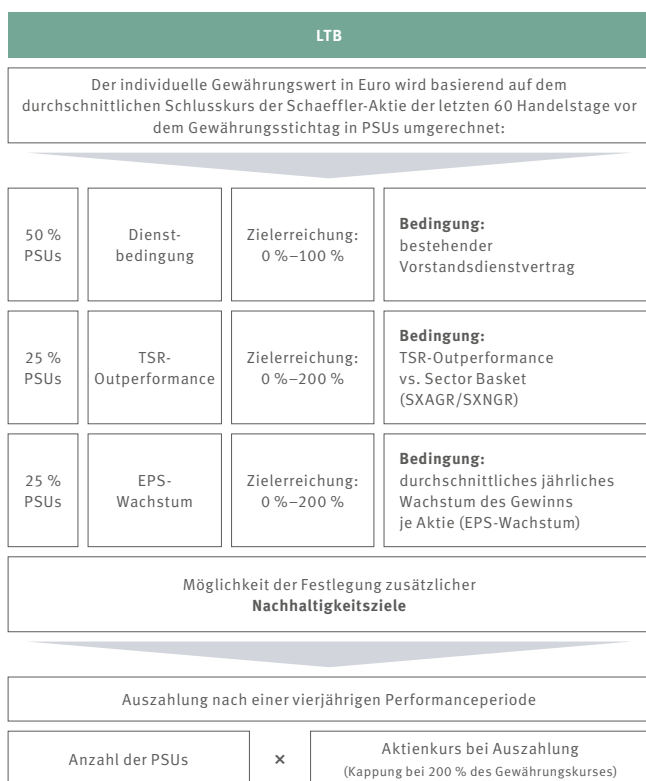 LTB
Der individuelle Gewährungswert in Euro wird basierend auf dem
durchschnittlichen Schlusskurs der Schaeffler-Aktie der letzten 60 Handelstage vor
dem Gewährungsstichtag in PSUs umgerechnet:
50 %
PSUs
Dienst-
bedingung
Zielerreichung:
0 %–100 %
Bedingung:
bestehender
Vorstandsdienstvertrag
25 %
PSUs
TSR-
Outperformance
Zielerreichung:
0 %–200 %
Bedingung:
TSR-Outperformance
vs. Sector Basket
(SXAGR/SXNGR)
25 %
PSUs
EPS-
Wachstum
Zielerreichung:
0 %–200 %
Bedingung:
durchschnittliches jährliches
Wachstum des Gewinns
je Aktie (EPS-Wachstum)
Möglichkeit der Festlegung zusätzlicher
Nachhaltigkeitsziele
Auszahlung nach einer vierjährigen Performanceperiode
Anzahl der PSUs
×
Aktienkurs bei Auszahlung
(Kappung bei 200 % des Gewährungskurses)